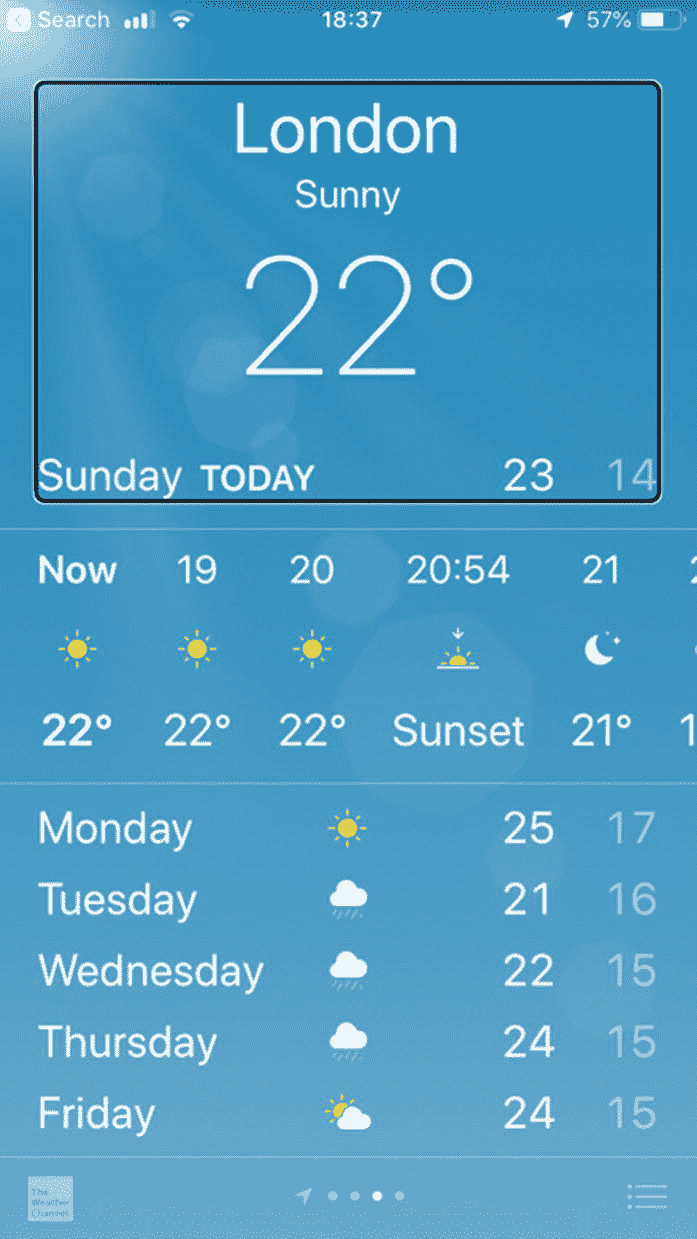 Search 18:37 57%
London
Sunny
22°
Sunday TODAY 23 14
Now 19 20 20:54 21
22° 22° 22° Sunset 21°
Monday 25 17
Tuesday 21 16
Wednesday 22 15
Thursday 24 15
Friday 24 15
The
Weather
Channel